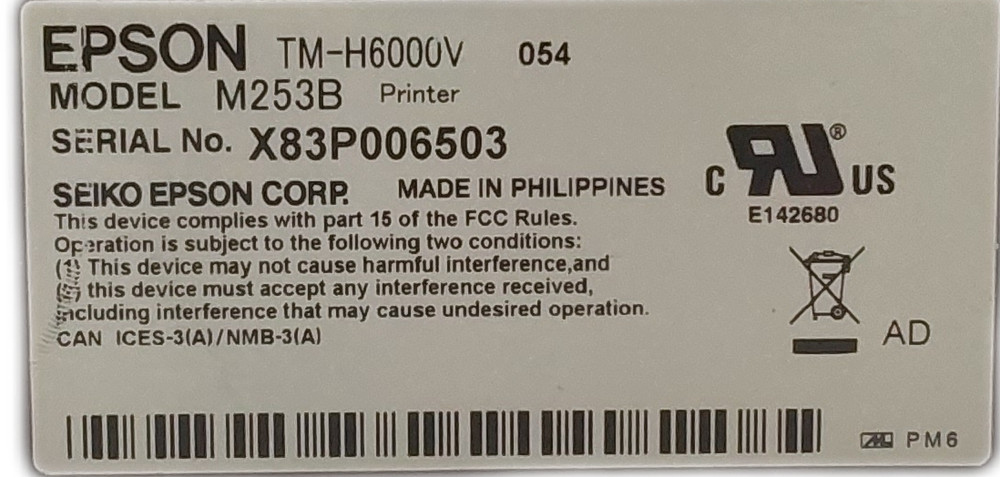 EPSON TM-H6000V 054
MODEL M253B Printer
SERIAL No. X83P006503
SEIKO EPSON CORP. MADE IN PHILIPPINES
This device complies with part 15 of the FCC Rules.
Operation is subject to the following two conditions:
(1) This device may not cause harmful interference,and
(2) this device must accept any interference received,
including interference that may cause undesired operation.
CAN ICES-3(A)/NMB-3(A)
C RU® US
E142680
AD
PM6